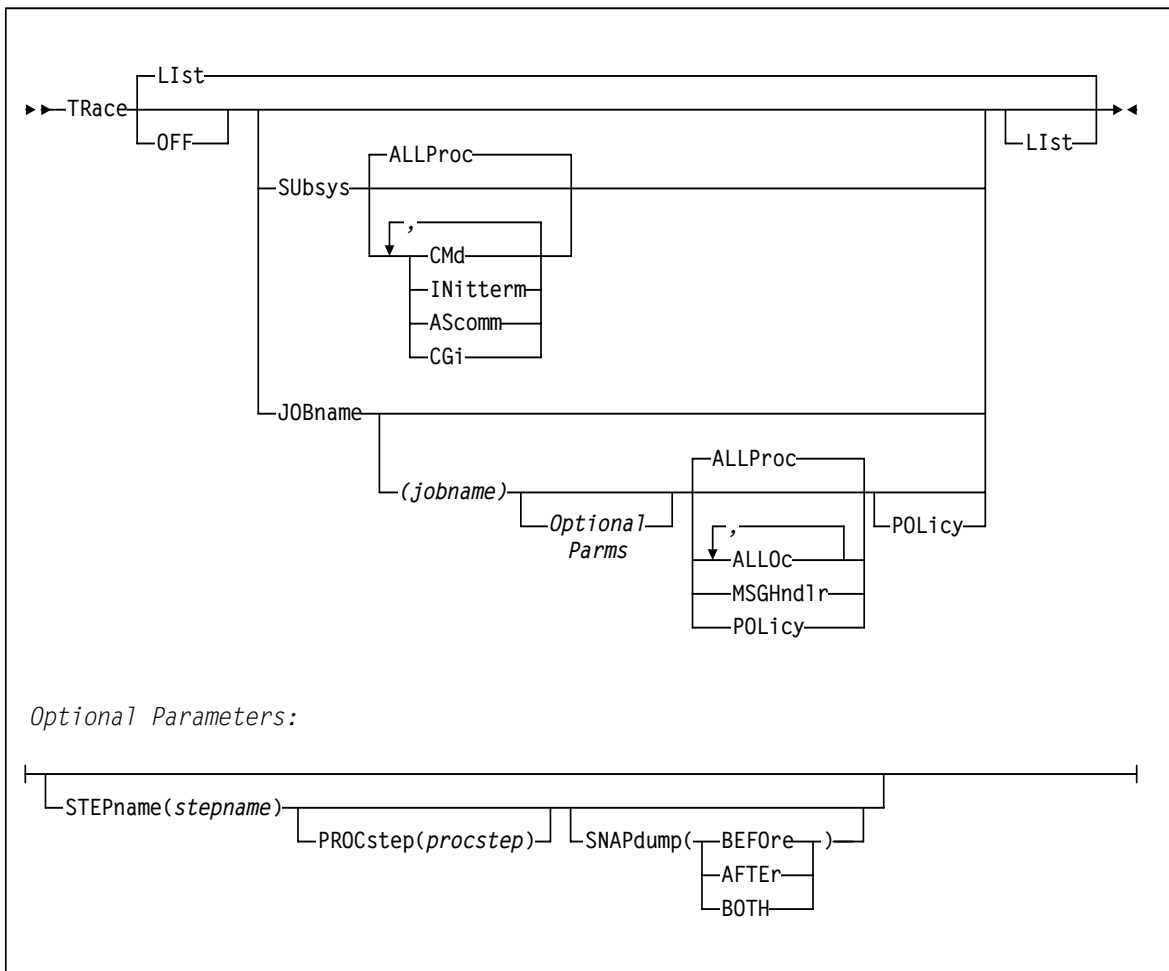 LIst
TRace
OFF
LIst
ALLProc
SUbsys
,
CMd
INitterm
AScomm
CGi
JOBname
ALLProc
(jobname)
Optional
Parms
POLicy
,
ALLOc
MSGHndlr
POLicy
Optional Parameters:
STEPname(stepname)
PROCstep(procstep)
SNAPdump( BEFOre )
AFTEr
BOTH